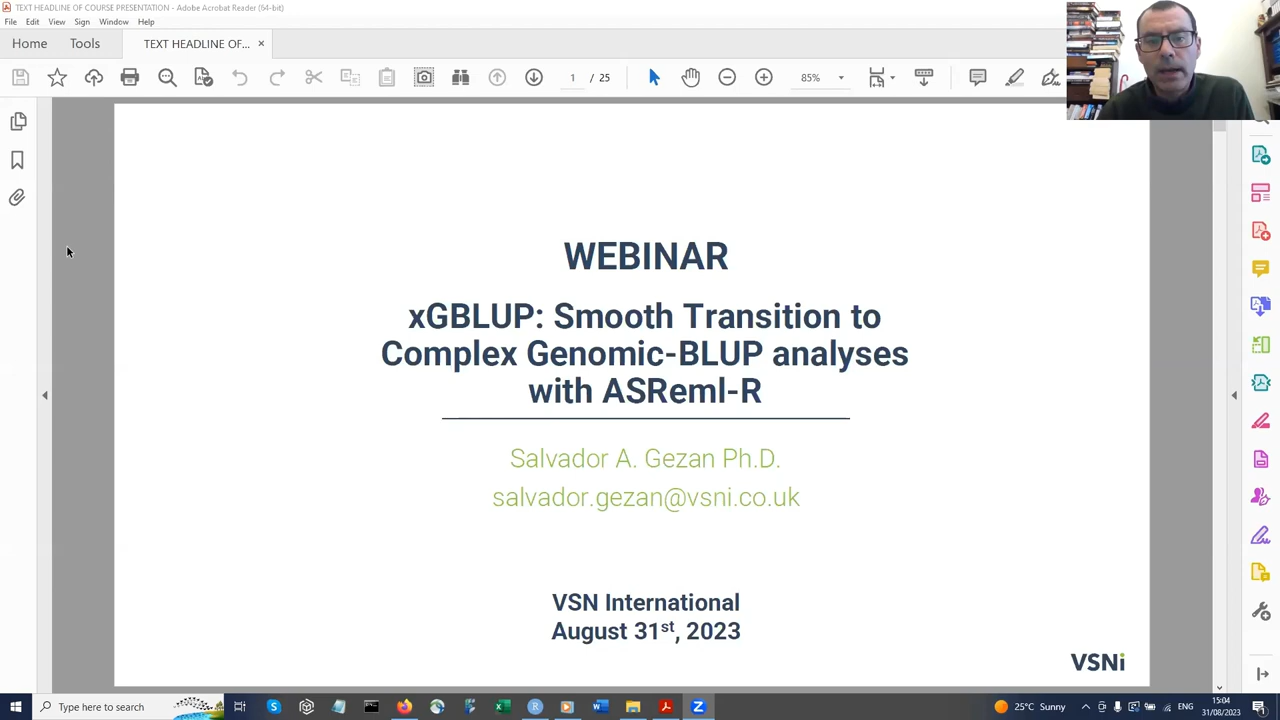 TEXT HEADLINE OF COURSE PRESENTATION - Adobe Acrobat Reader (64-bit)
File Edit View Sign Window Help
Home Tools TEXT HEADLINE OF... ×
/ 25 85%
WEBINAR
xGBLUP: Smooth Transition to
Complex Genomic-BLUP analyses
with ASReml-R
Salvador A. Gezan Ph.D.
salvador.gezan@vsni.co.uk
VSN International
August 31st, 2023
VSNi
Type here to search
25°C Sunny
ENG
15:04
31/08/2023